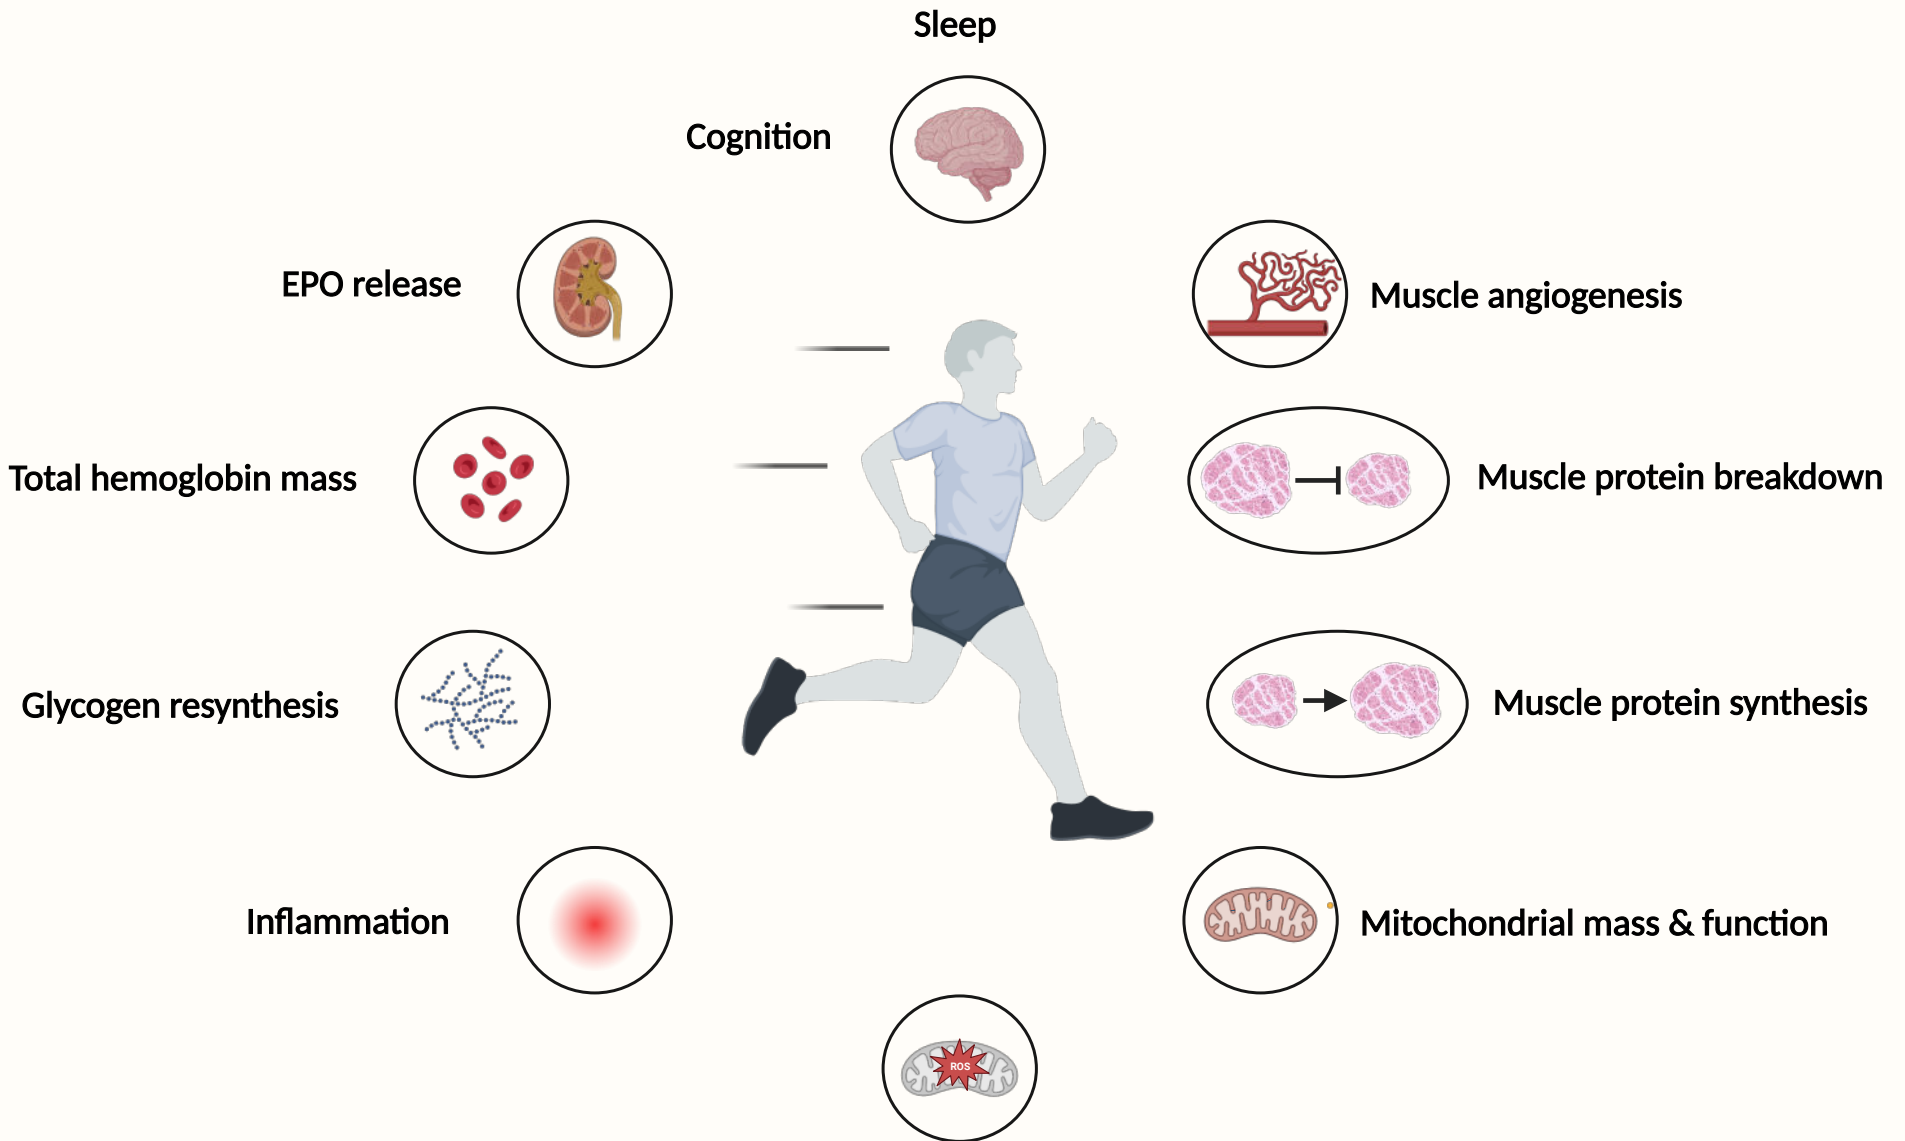 Sleep
Cognition
EPO release
Muscle angiogenesis
Total hemoglobin mass
Muscle protein breakdown
Glycogen resynthesis
Muscle protein synthesis
Inflammation
Mitochondrial mass & function
ROS